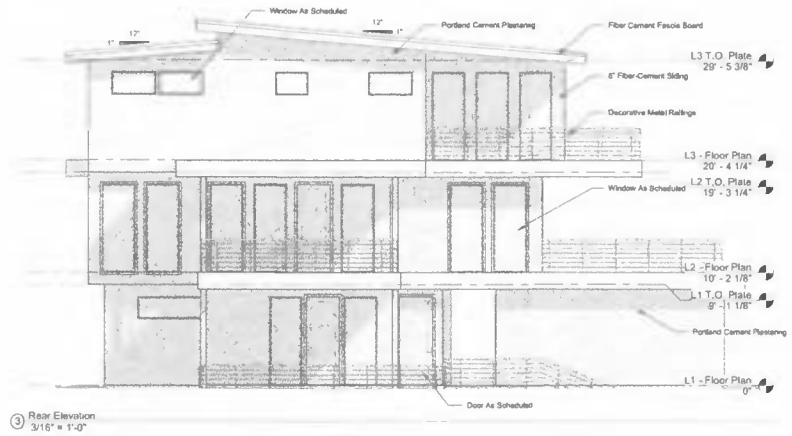 Window As Scheduled
12"
1"
12"
1"
Portland Cement Plastering
Fiber Cement Fascia Board
L3 T.O. Plate
29' - 5 3/8"
8" Fiber-Cement Siding
Decorative Metal Railings
L3 - Floor Plan
20' - 4 1/4"
L2 T.O. Plate
19' - 3 1/4"
Window As Scheduled
L2 - Floor Plan
10' - 2 1/8"
L1 T.O. Plate
9' - 1 1/8"
Portland Cement Plastering
L1 - Floor Plan
0"
Door As Scheduled
3 Rear Elevation
3/16" = 1'-0"